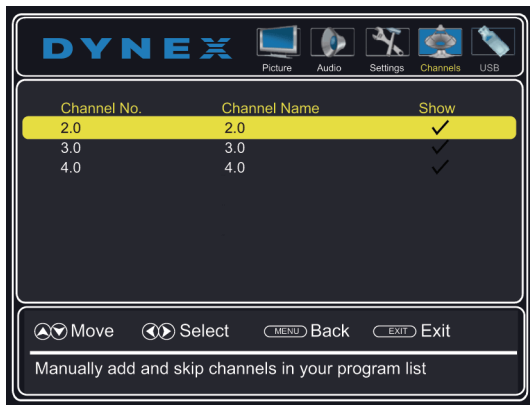 DYNEX
Picture Audio Settings Channels USB
Channel No. Channel Name Show
2.0 2.0
3.0 3.0
4.0 4.0
Move Select MENU Back EXIT Exit
Manually add and skip channels in your program list